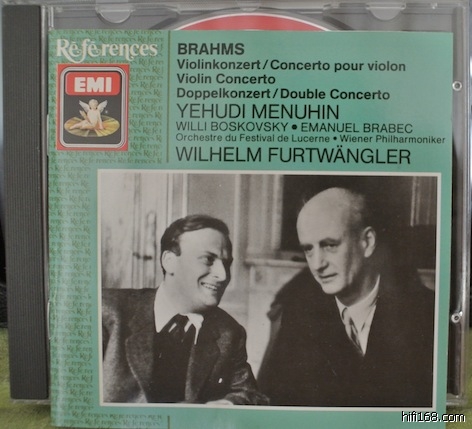 Références
EMI
BRAHMS
Violinkonzert/Concerto pour violon
Violin Concerto
Doppelkonzert/Double Concerto
YEHUDI MENUHIN
WILLI BOSKOVSKY • EMANUEL BRABEC
Orchestre du Festival de Lucerne • Wiener Philharmoniker
WILHELM FURTWÄNGLER
hifi168.com